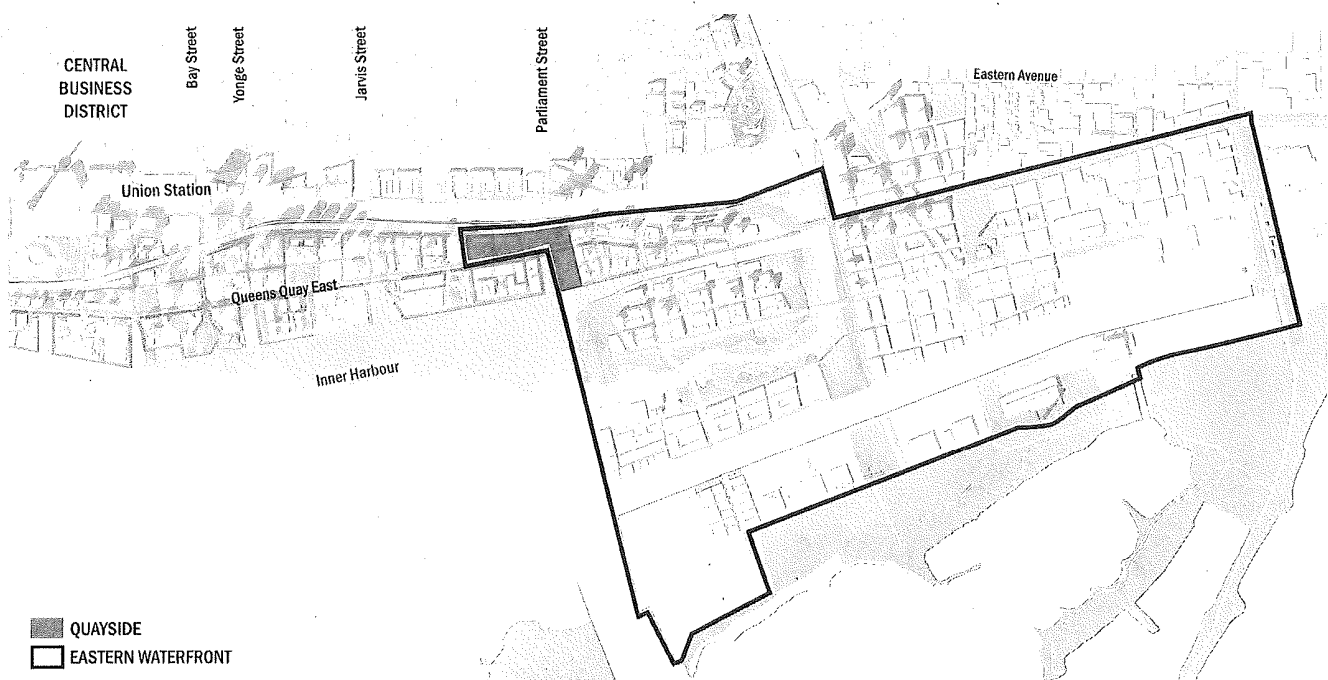 Bay Street
Yonge Street
Jarvis Street
Parliament Street
CENTRAL
BUSINESS
DISTRICT
Eastern Avenue
Union Station
Queens Quay East
Inner Harbour
QUAYSIDE
EASTERN WATERFRONT